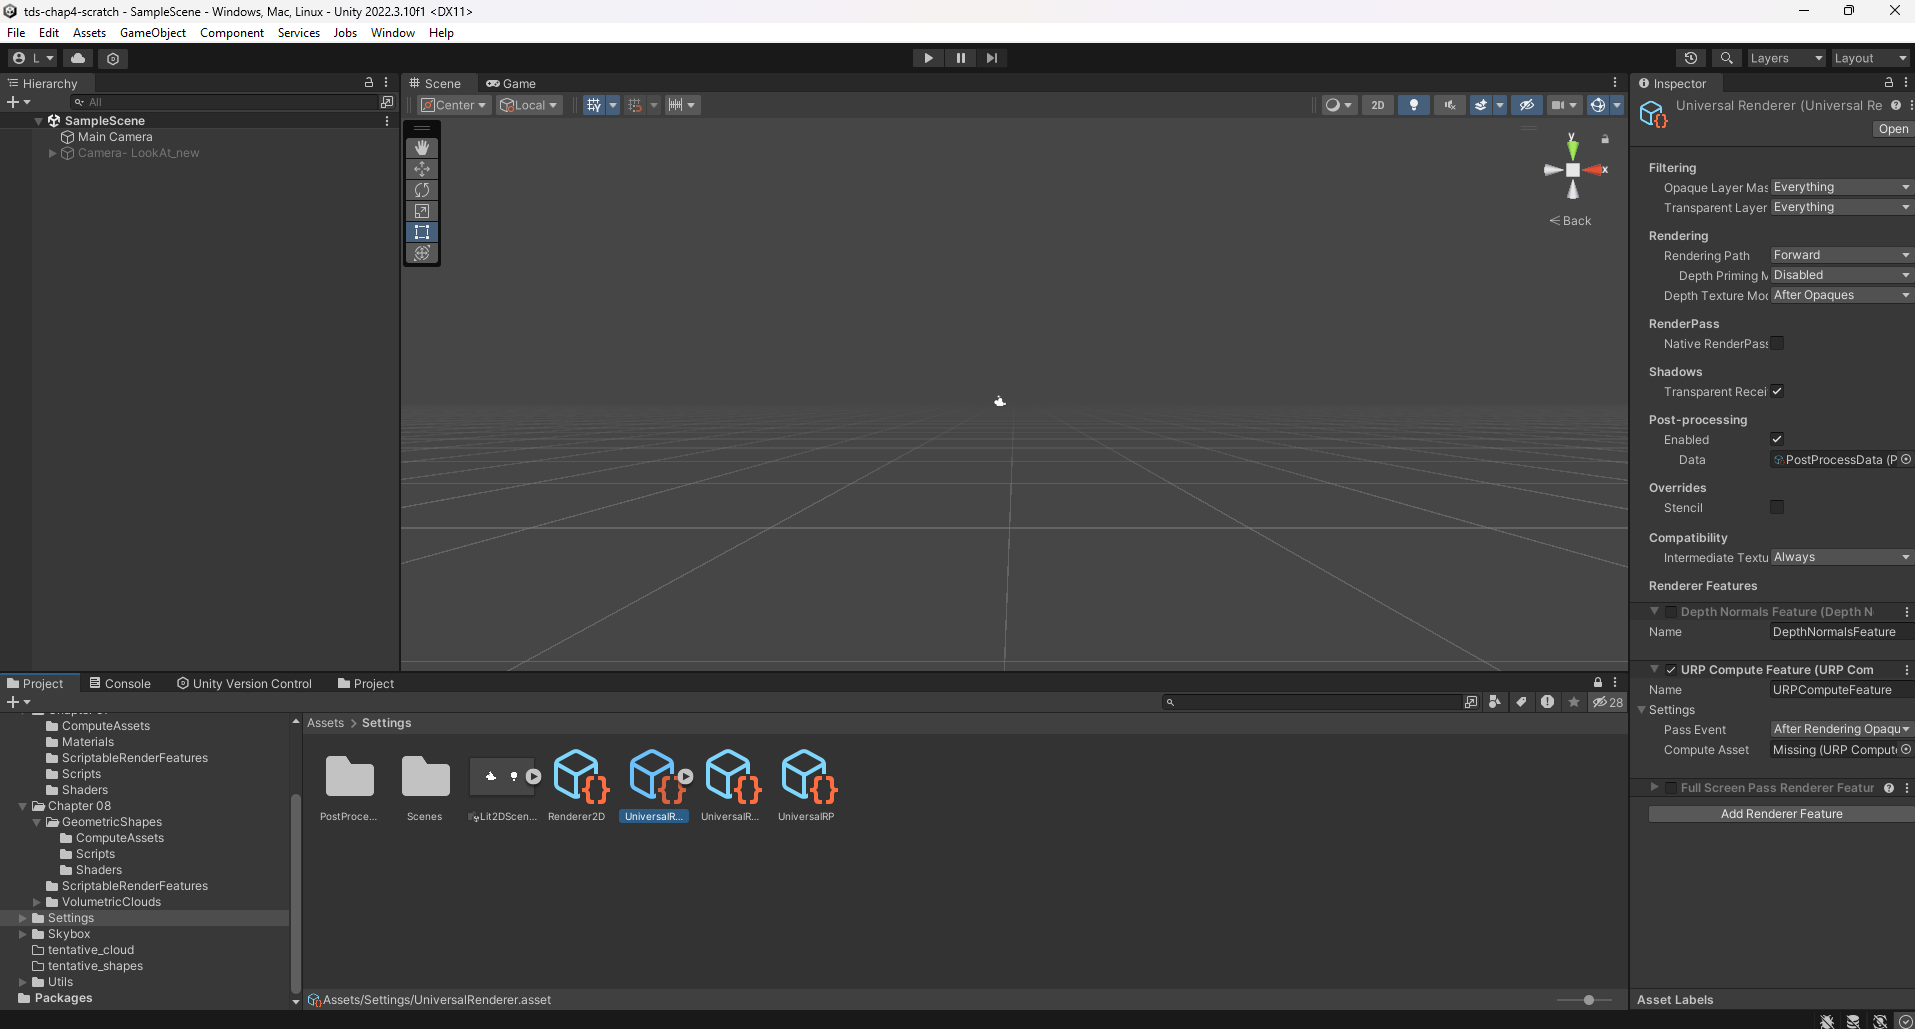 tds-chap4-scratch - SampleScene - Windows, Mac, Linux - Unity 2022.3.10f1 <DX11>
File Edit Assets GameObject Component Services Jobs Window Help
L
Layers Layout
Hierarchy
All
SampleScene
Main Camera
Camera- LookAt_new
Scene Game
Center Local
2D
y
x
Back
Inspector
Universal Renderer (Universal Re
Open
Filtering
Opaque Layer Mas Everything
Transparent Layer Everything
Rendering
Rendering Path Forward
Depth Priming M Disabled
Depth Texture Moc After Opaques
RenderPass
Native RenderPass
Shadows
Transparent Recei
Post-processing
Enabled
Data PostProcessData (P
Overrides
Stencil
Compatibility
Intermediate Textu Always
Renderer Features
Depth Normals Feature (Depth N
Name DepthNormalsFeature
URP Compute Feature (URP Com
Name URPComputeFeature
Settings
Pass Event After Rendering Opaqu
Compute Asset Missing (URP Compute
Full Screen Pass Renderer Featur
Add Renderer Feature
Asset Labels
Project Console Unity Version Control Project
28
ComputeAssets
Materials
ScriptableRenderFeatures
Scripts
Shaders
Chapter 08
GeometricShapes
ComputeAssets
Scripts
Shaders
ScriptableRenderFeatures
VolumetricClouds
Settings
Skybox
tentative_cloud
tentative_shapes
Utils
Packages
Assets > Settings
PostProce... Scenes Lit2DScen... Renderer2D UniversalR... UniversalR... UniversalRP
Assets/Settings/UniversalRenderer.asset